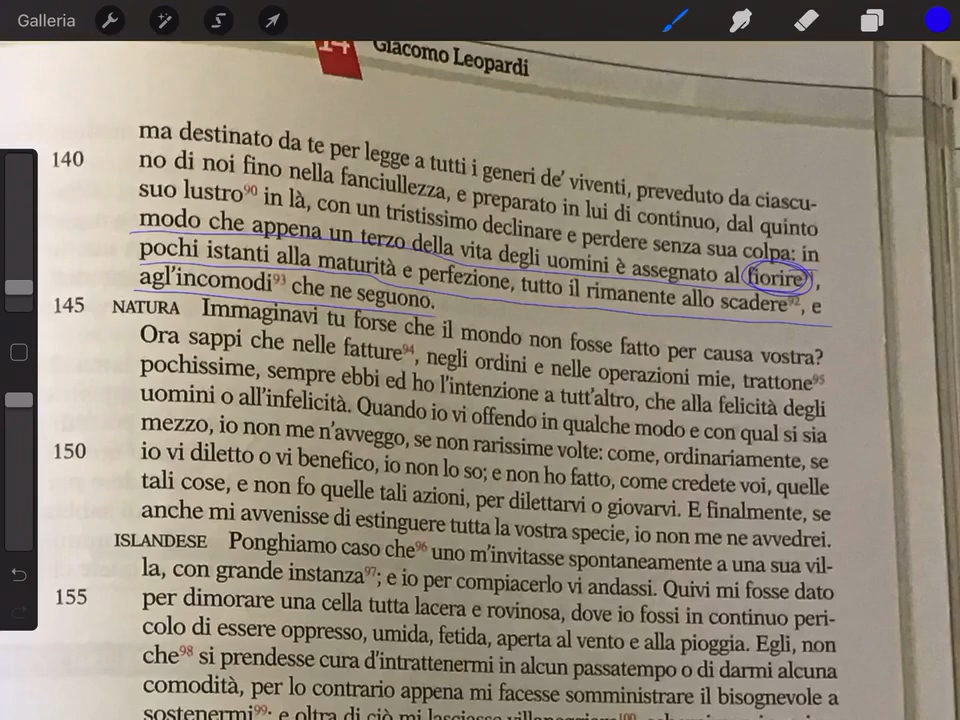 Galleria
14 Giacomo Leopardi
ma destinato da te per legge a tutti i generi de' viventi, preveduto da ciascu-
140 no di noi fino nella fanciullezza, e preparato in lui di continuo, dal quinto
suo lustro90 in là, con un tristissimo declinare e perdere senza sua colpa: in
modo che appena un terzo della vita degli uomini è assegnato al fiorire,
pochi istanti alla maturità e perfezione, tutto il rimanente allo scadere92, e
agl'incomodi93 che ne seguono.
145 NATURA Immaginavi tu forse che il mondo non fosse fatto per causa vostra?
Ora sappi che nelle fatture94, negli ordini e nelle operazioni mie, trattone95
pochissime, sempre ebbi ed ho l'intenzione a tutt'altro, che alla felicità degli
uomini o all'infelicità. Quando io vi offendo in qualche modo e con qual si sia
mezzo, io non me n'avveggo, se non rarissime volte: come, ordinariamente, se
150 io vi diletto o vi benefico, io non lo so; e non ho fatto, come credete voi, quelle
tali cose, e non fo quelle tali azioni, per dilettarvi o giovarvi. E finalmente, se
anche mi avvenisse di estinguere tutta la vostra specie, io non me ne avvedrei.
ISLANDESE Ponghiamo caso che96 uno m'invitasse spontaneamente a una sua vil-
la, con grande instanza97; e io per compiacerlo vi andassi. Quivi mi fosse dato
155 per dimorare una cella tutta lacera e rovinosa, dove io fossi in continuo peri-
colo di essere oppresso, umida, fetida, aperta al vento e alla pioggia. Egli, non
che98 si prendesse cura d'intrattenermi in alcun passatempo o di darmi alcuna
comodità, per lo contrario appena mi facesse somministrare il bisognevole a
sostenermi99; e oltra di ciò mi lasciasse